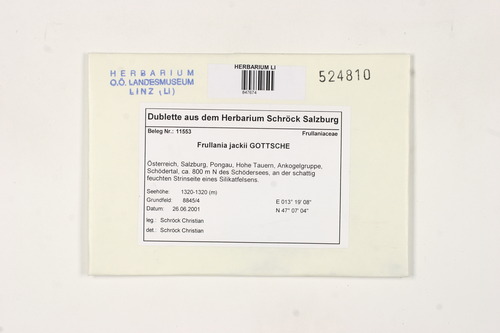 HERBARIUM
O.Ö. LANDESMUSEUM
LINZ (LI)
HERBARIUM LI
847674
524810
Dublette aus dem Herbarium Schröck Salzburg
Beleg Nr.: 11553 Frullaniaceae
Frullania jackii GOTTSCHE
Österreich, Salzburg, Pongau, Hohe Tauern, Ankogelgruppe,
Schödertal, ca. 800 m N des Schödersees, an der schattig
feuchten Strinseite eines Silikatfelsens.
Seehöhe: 1320-1320 (m)
Grundfeld: 8845/4 E 013° 19' 08"
Datum: 26.06.2001 N 47° 07' 04"
leg.: Schröck Christian
det.: Schröck Christian